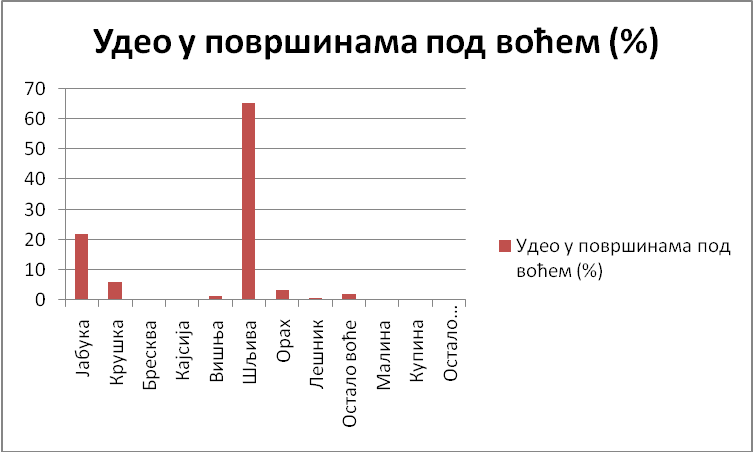 Удео у површинама под воћем (%)
70
60
50
40
30
20
10
0
Јабука
Крушка
Бресква
Кајсија
Вишња
Шљива
Орах
Лешник
Остало воће
Малина
Купина
Остало...
Удео у површинама под
воћем (%)